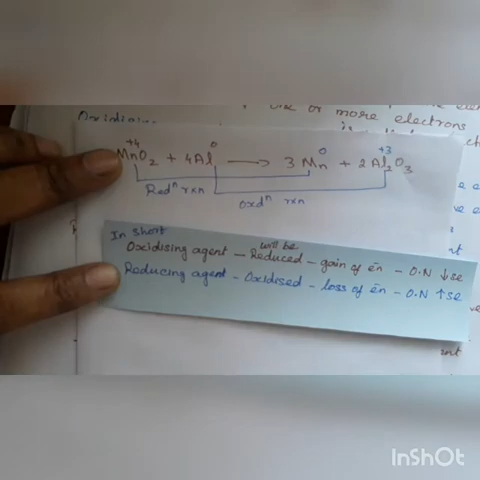 one or more electrons
Oxidising
+4 0 0 +3
MnO₂ + 4Al ⟶ 3 Mn + 2 Al₂O₃
Redⁿ rxn
Oxdⁿ rxn
In short
will be
Oxidising agent – Reduced – gain of en̄ – O.N ↓se
Reducing agent – Oxidised – loss of en̄ – O.N ↑se
InShOt